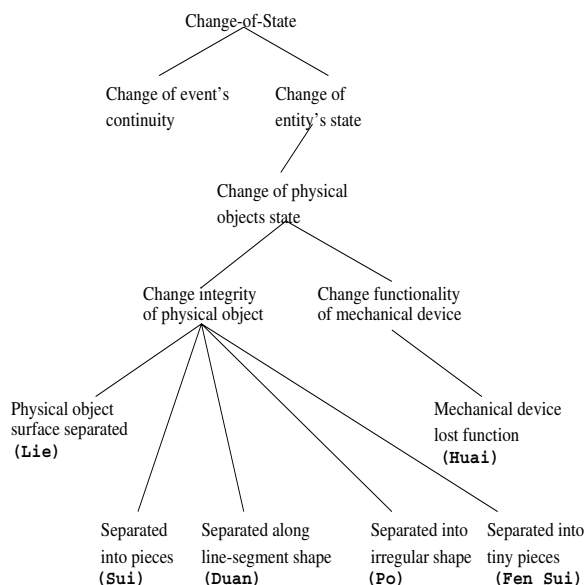 Change-of-State
Change of event's
continuity
Change of
entity's state
Change of physical
objects state
Change integrity
of physical object
Change functionality
of mechanical device
Physical object
surface separated
(Lie)
Mechanical device
lost function
(Huai)
Separated
into pieces
(Sui)
Separated along
line-segment shape
(Duan)
Separated into
irregular shape
(Po)
Separated into
tiny pieces
(Fen Sui)